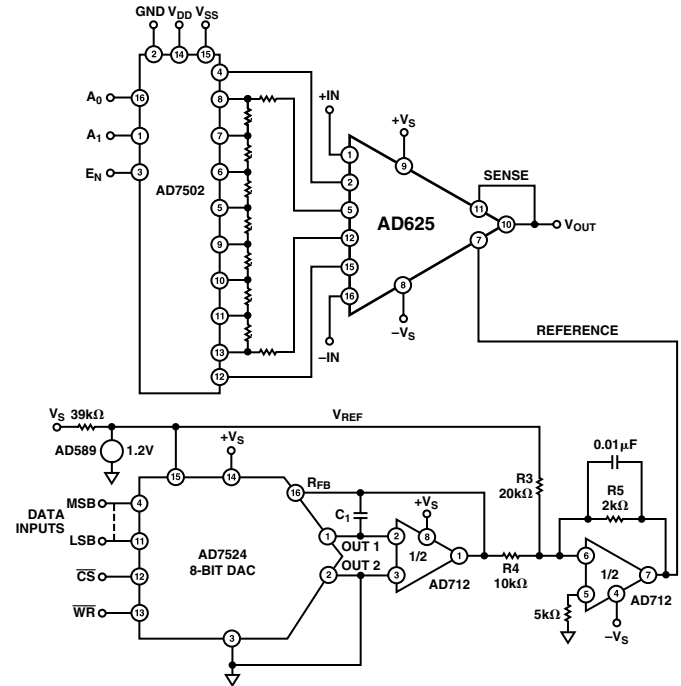 GND V_DD V_SS
2 14 15
4
A₀ 16 8
A₁ 1 7
E_N 3 6
AD7502
5
9
10
11
13
12
+IN
+V_S
9
1
2
5
12
15
16
AD625
SENSE
11
10 V_OUT
7
8
–V_S
–IN
REFERENCE
V_S 39kΩ
V_REF
AD589 1.2V
+V_S
15 14
16 R_FB
DATA INPUTS
MSB 4
LSB 11
CS 12
WR 13
AD7524
8-BIT DAC
3
C₁
1 OUT 1 2
2 OUT 2 3
+V_S
8
1/2
1
AD712
R3
20kΩ
R4
10kΩ
0.01µF
R5
2kΩ
6
5
1/2
7
4
AD712
5kΩ
–V_S